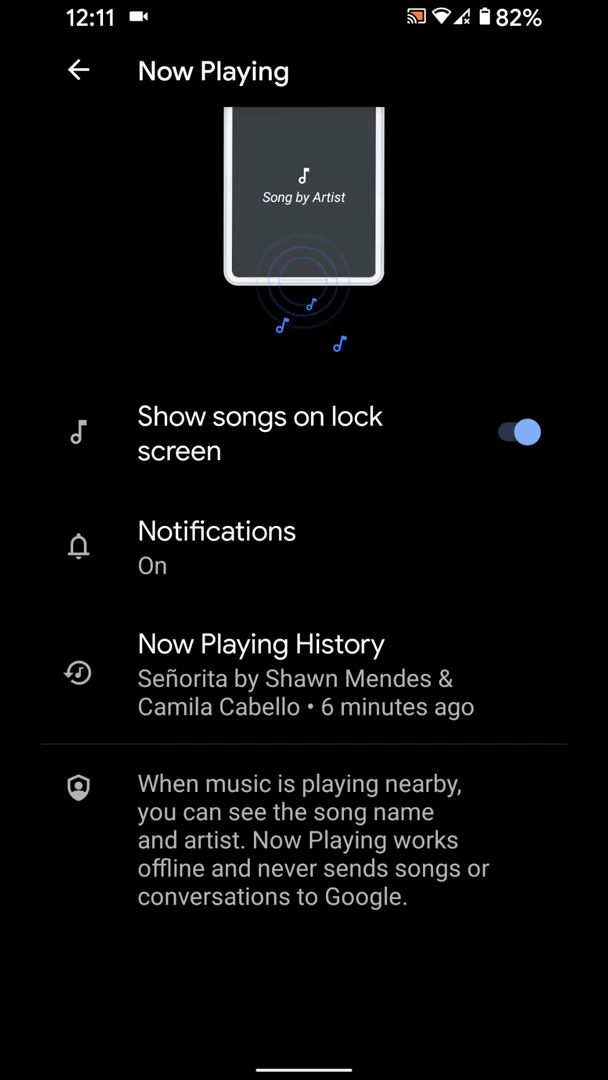 12:11
82%
Now Playing
Song by Artist
Show songs on lock
screen
Notifications
On
Now Playing History
Señorita by Shawn Mendes &
Camila Cabello • 6 minutes ago
When music is playing nearby,
you can see the song name
and artist. Now Playing works
offline and never sends songs or
conversations to Google.